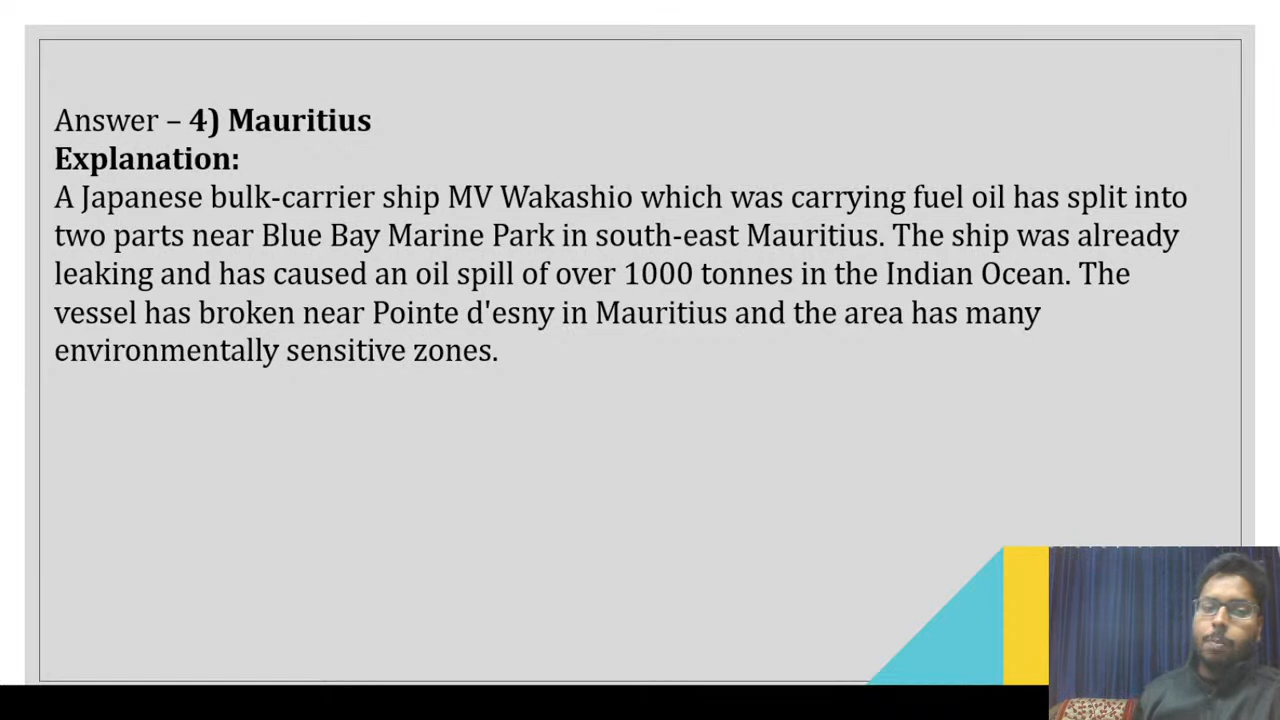 Answer – 4) Mauritius
Explanation:
A Japanese bulk-carrier ship MV Wakashio which was carrying fuel oil has split into
two parts near Blue Bay Marine Park in south-east Mauritius. The ship was already
leaking and has caused an oil spill of over 1000 tonnes in the Indian Ocean. The
vessel has broken near Pointe d'esny in Mauritius and the area has many
environmentally sensitive zones.